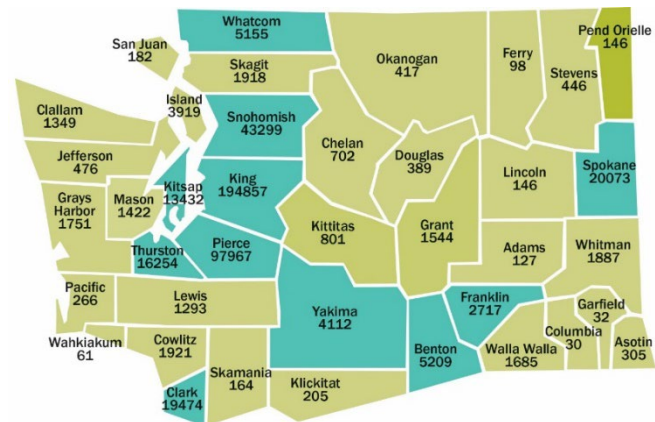 Whatcom
5155
San Juan
182
Skagit
1918
Okanogan
417
Ferry
98
Stevens
446
Pend Orielle
146
Clallam
1349
Island
3919
Snohomish
43299
Chelan
702
Douglas
389
Jefferson
476
Lincoln
146
Spokane
20073
Grays
Harbor
1751
Mason
1422
Kitsap
13432
King
194857
Kittitas
801
Grant
1544
Thurston
16254
Pierce
97967
Adams
127
Whitman
1887
Pacific
266
Lewis
1293
Yakima
4112
Franklin
2717
Garfield
32
Wahkiakum
61
Cowlitz
1921
Skamania
164
Benton
5209
Walla Walla
1685
Columbia
30
Asotin
305
Clark
19474
Klickitat
205